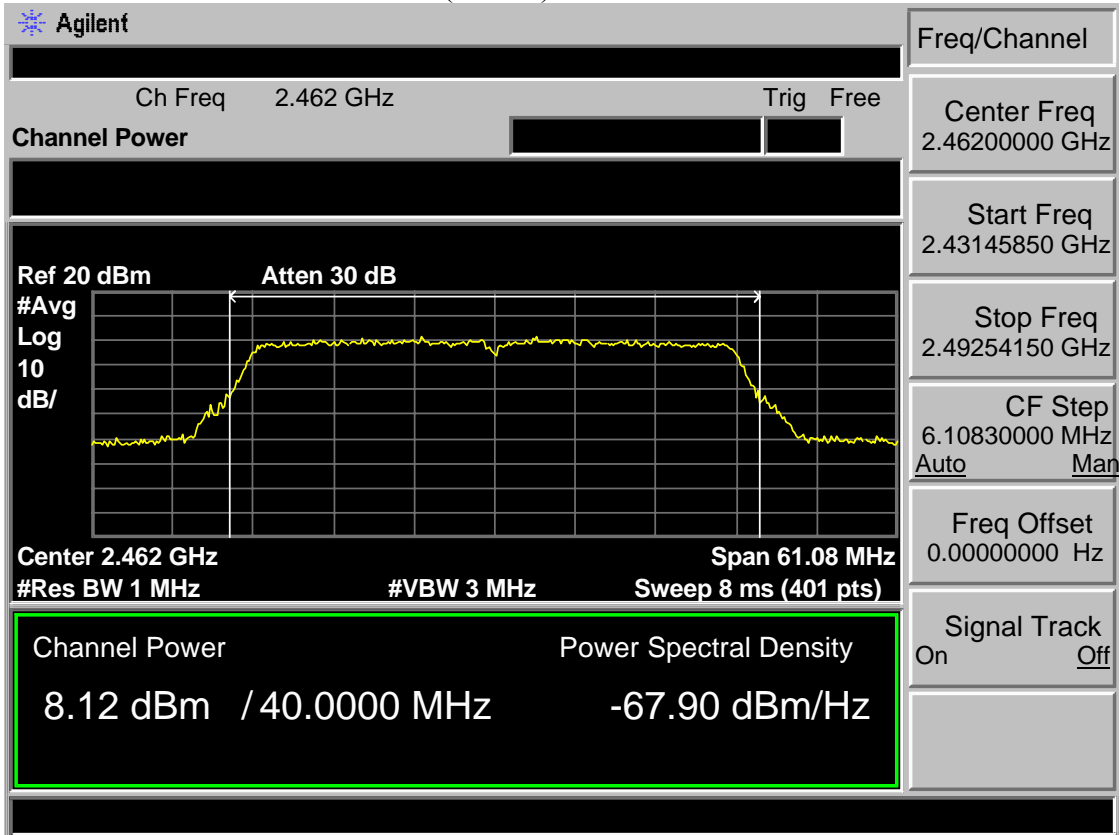 Agilent
Ch Freq 2.462 GHz Trig Free
Channel Power
Ref 20 dBm Atten 30 dB
#Avg
Log
10
dB/
Center 2.462 GHz Span 61.08 MHz
#Res BW 1 MHz #VBW 3 MHz Sweep 8 ms (401 pts)
Channel Power Power Spectral Density
8.12 dBm / 40.0000 MHz -67.90 dBm/Hz
Freq/Channel
Center Freq
2.46200000 GHz
Start Freq
2.43145850 GHz
Stop Freq
2.49254150 GHz
CF Step
6.10830000 MHz
Auto Man
Freq Offset
0.00000000 Hz
Signal Track
On Off